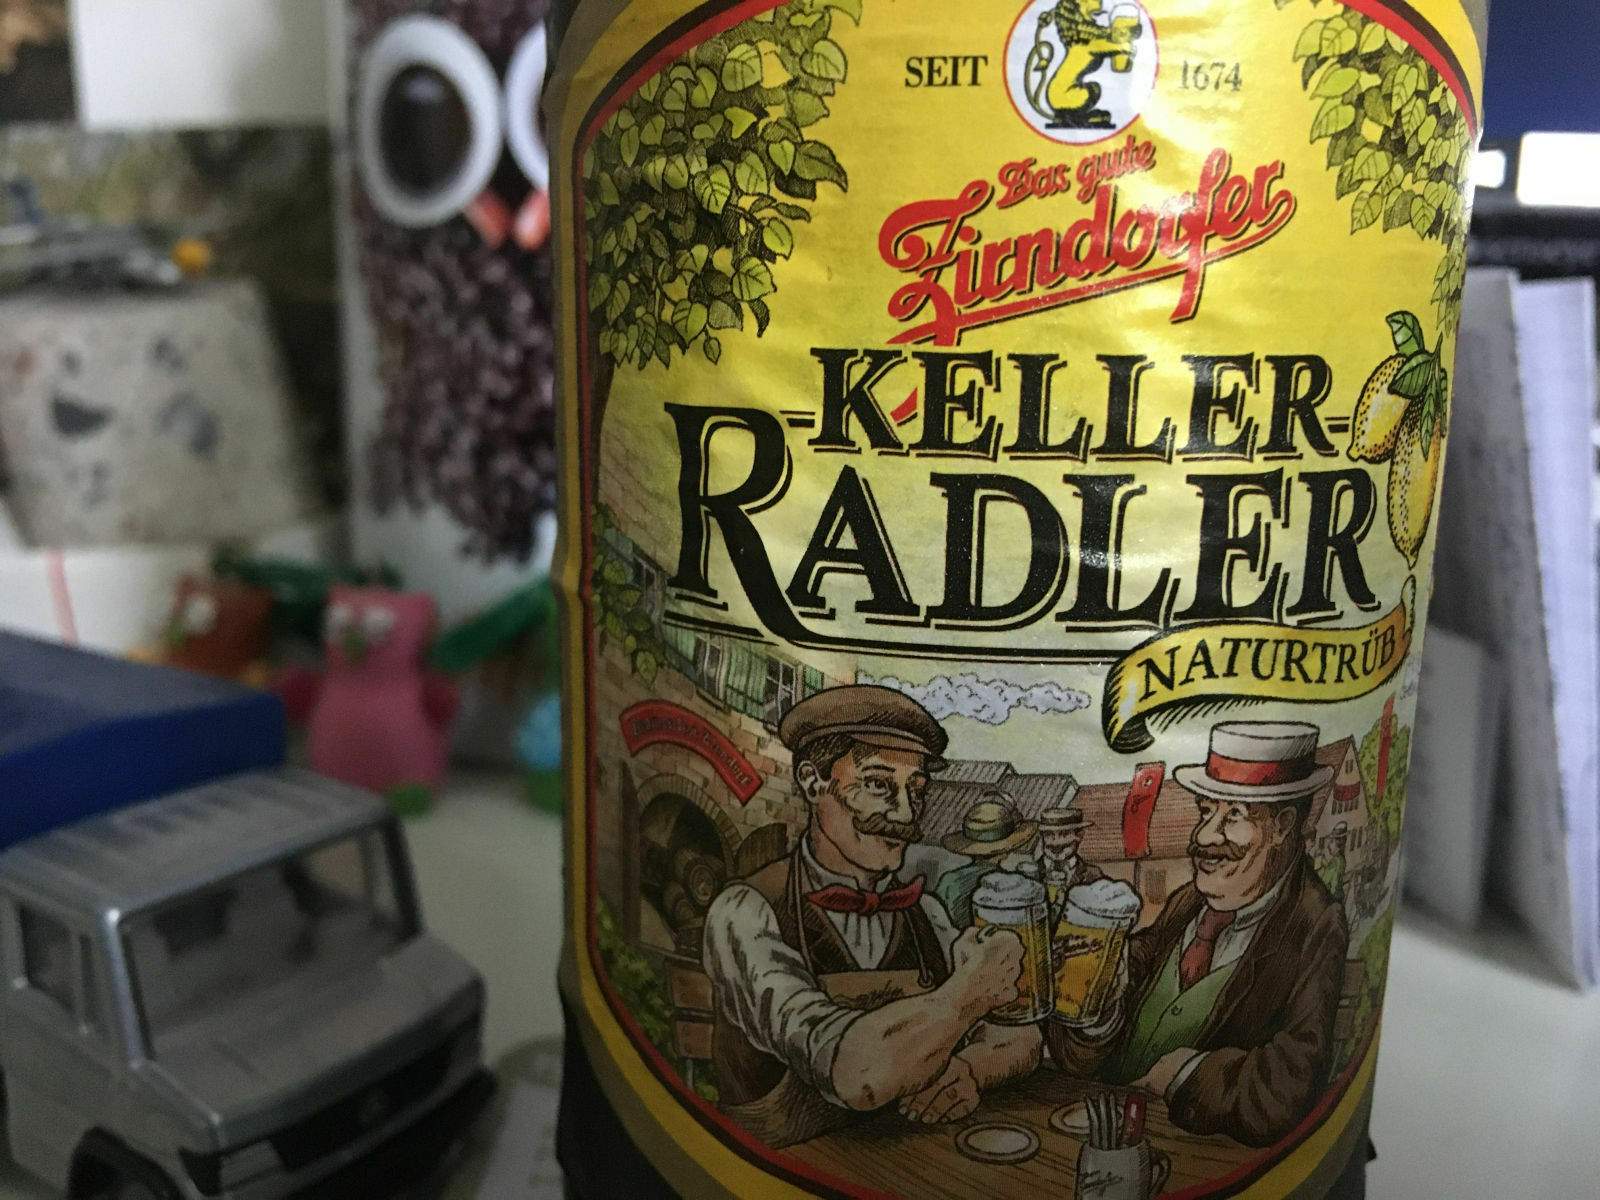 SEIT 1674
Das gute
Zirndorfer
KELLER-
RADLER
NATURTRÜB